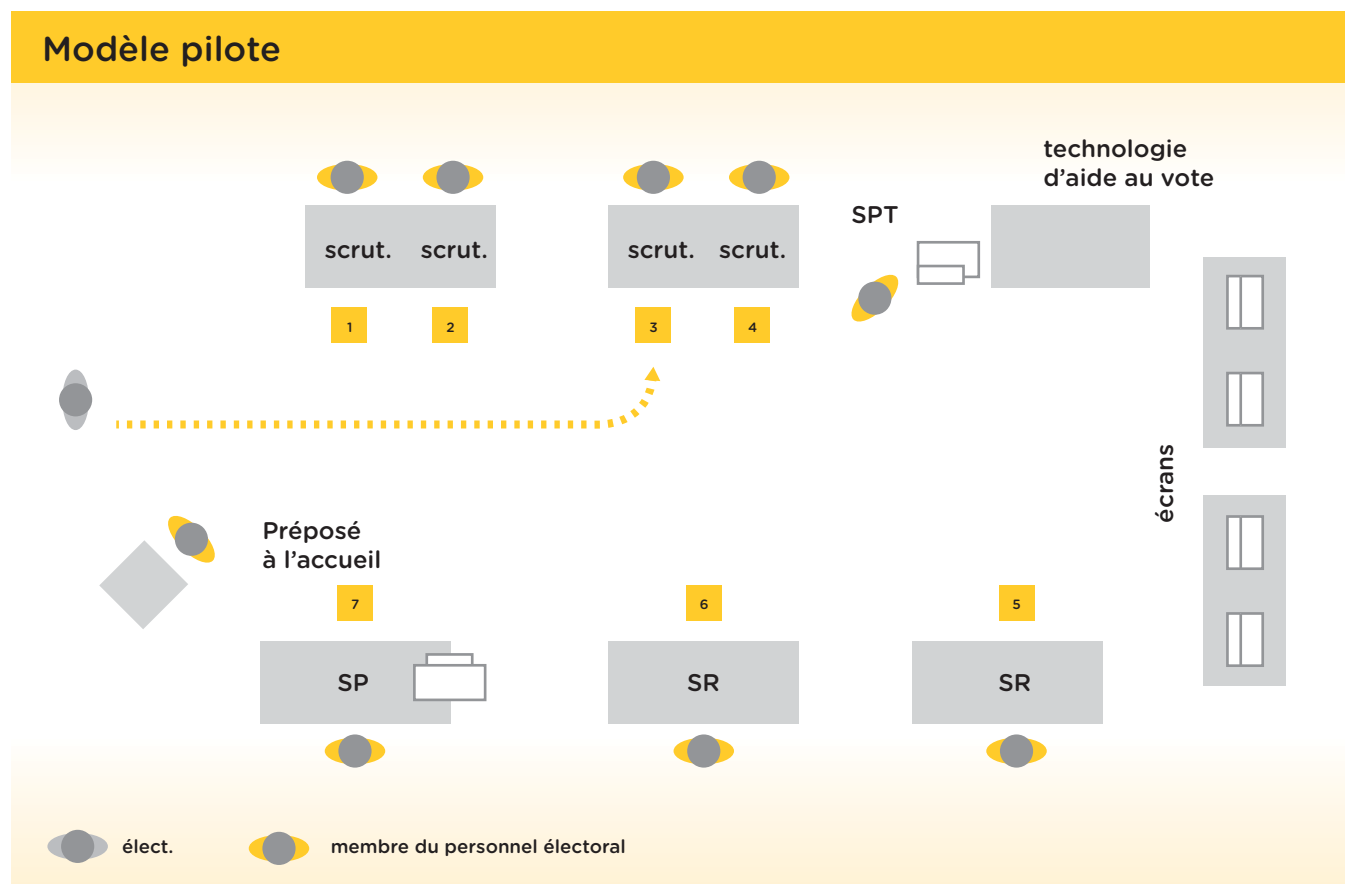 Modèle pilote
technologie
d'aide au vote
SPT
scrut. scrut.
scrut. scrut.
1
2
3
4
écrans
Préposé
à l'accueil
7
6
5
SP
SR
SR
élect.
membre du personnel électoral